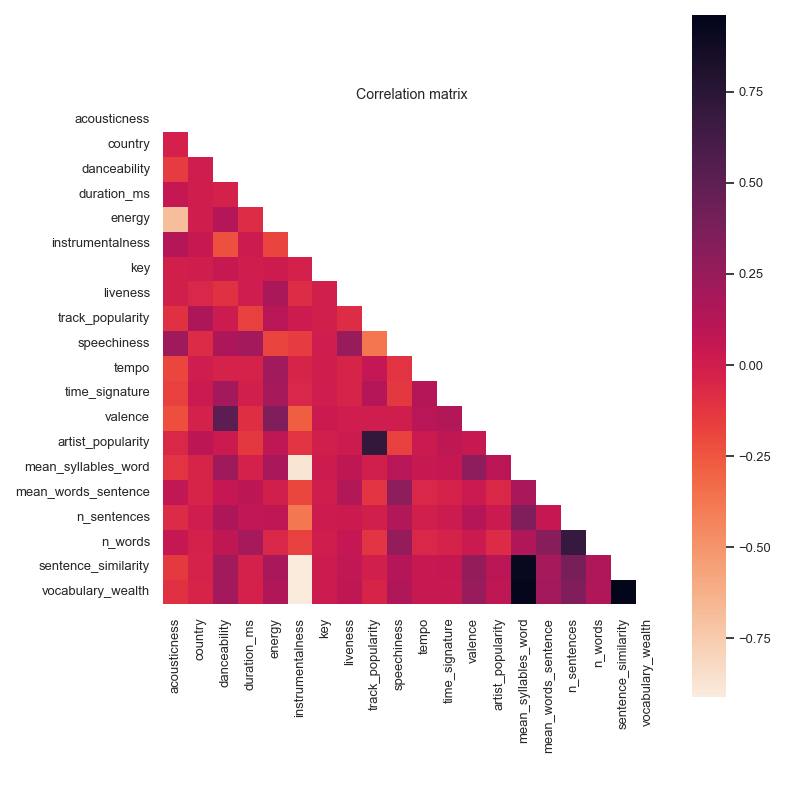 Correlation matrix
acousticness
country
danceability
duration_ms
energy
instrumentalness
key
liveness
track_popularity
speechiness
tempo
time_signature
valence
artist_popularity
mean_syllables_word
mean_words_sentence
n_sentences
n_words
sentence_similarity
vocabulary_wealth
acousticness
country
danceability
duration_ms
energy
instrumentalness
key
liveness
track_popularity
speechiness
tempo
time_signature
valence
artist_popularity
mean_syllables_word
mean_words_sentence
n_sentences
n_words
sentence_similarity
vocabulary_wealth
0.75
0.50
0.25
0.00
−0.25
−0.50
−0.75